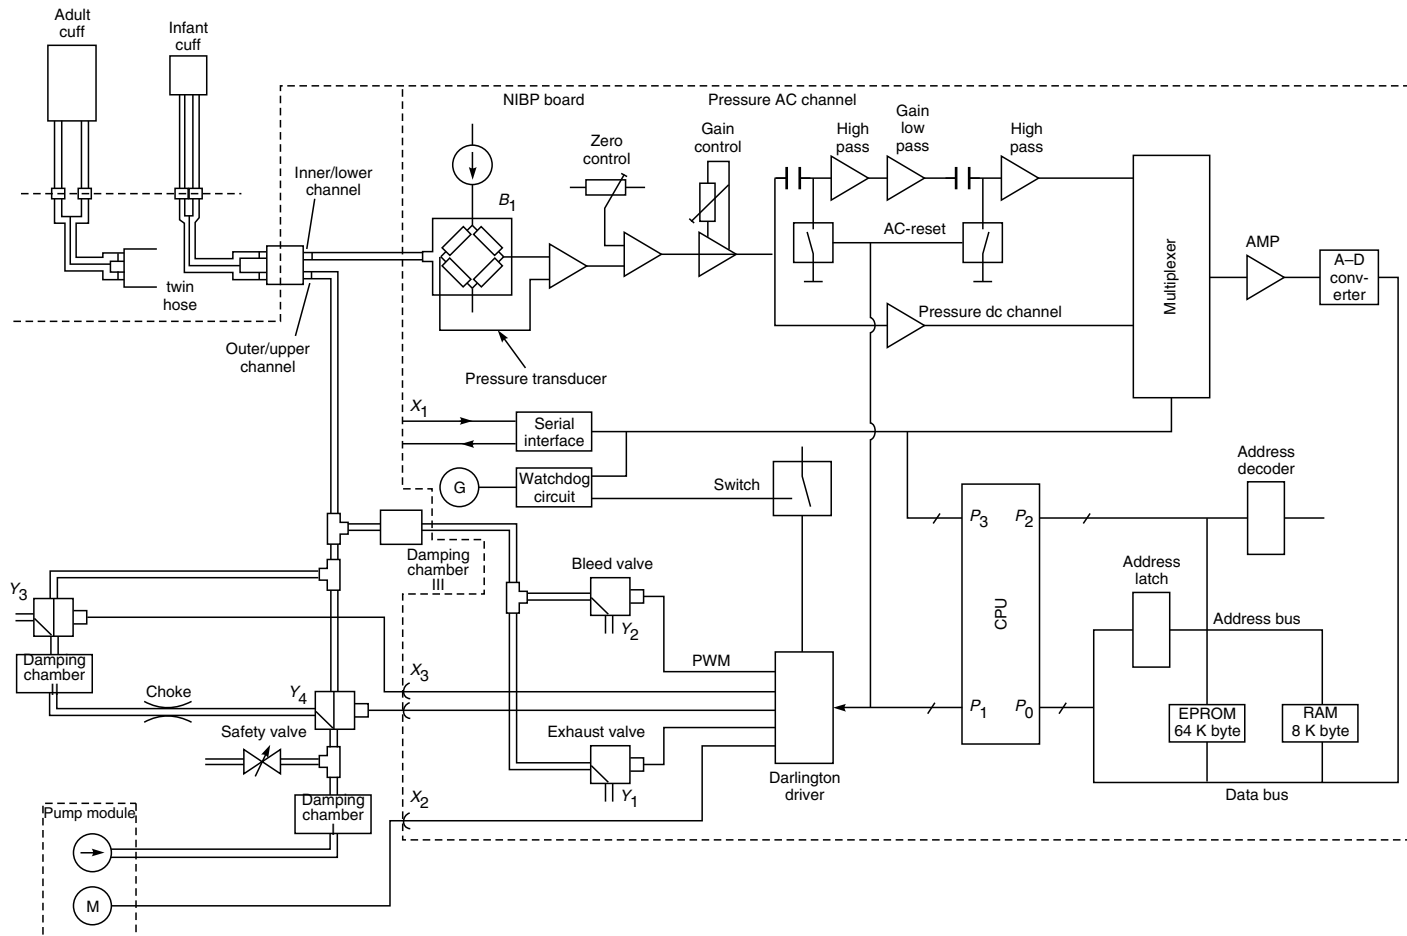 Adult
cuff
Infant
cuff
NIBP board
Pressure AC channel
Inner/lower
channel
B1
Zero
control
Gain
control
High
pass
Gain
low
pass
High
pass
AC-reset
Multiplexer
AMP
A–D
conv-
erter
twin
hose
Outer/upper
channel
Pressure transducer
Pressure dc channel
X1
Serial
interface
G
Watchdog
circuit
Switch
Address
decoder
P3
P2
CPU
P1
P0
Address
latch
Address bus
EPROM
64 K byte
RAM
8 K byte
Data bus
Damping
chamber
III
Bleed valve
Y2
PWM
Y3
Damping
chamber
Choke
Y4
X3
Safety valve
Exhaust valve
Y1
Darlington
driver
X2
Damping
chamber
Pump module
M